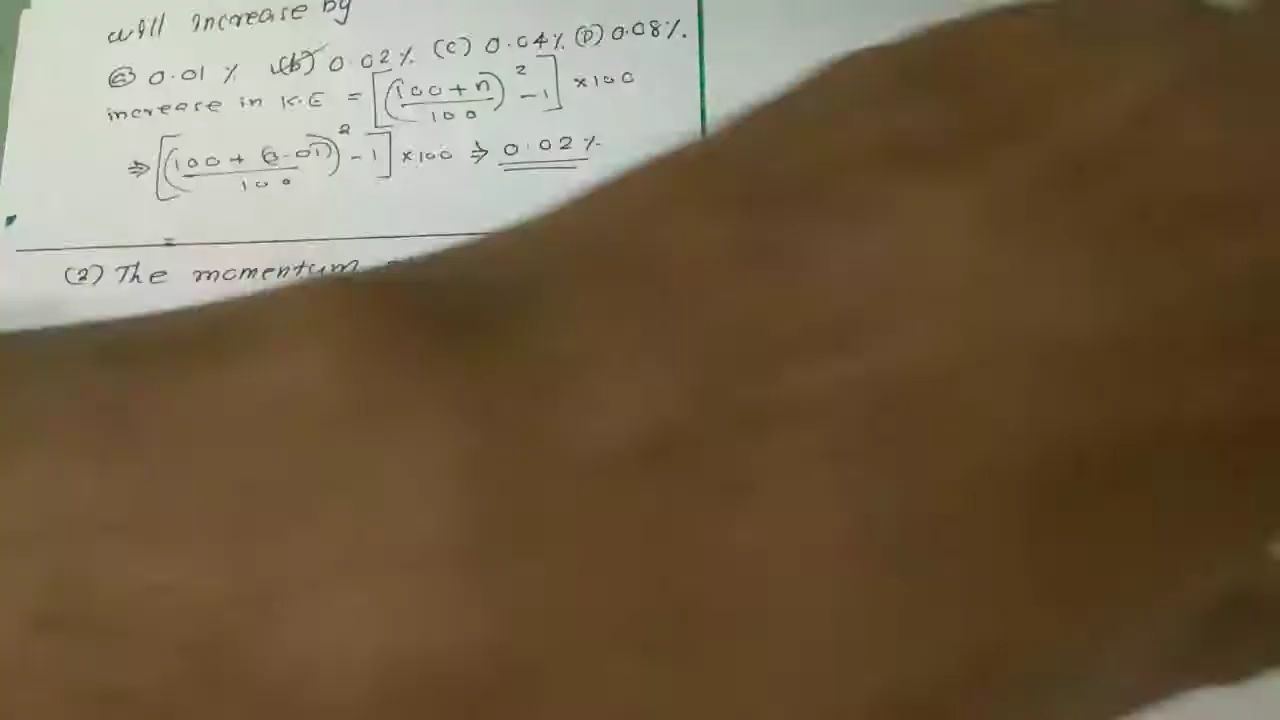 will increase by
(a) 0.01 % (b) 0.02 % (c) 0.04 % (D) 0.08 %.
increase in K.E = [((100+n)/100)² -1] ×100
⇒ [((100 + 0.01)/100)² - 1] ×100 ⇒ 0.02 %
(2) The momentum